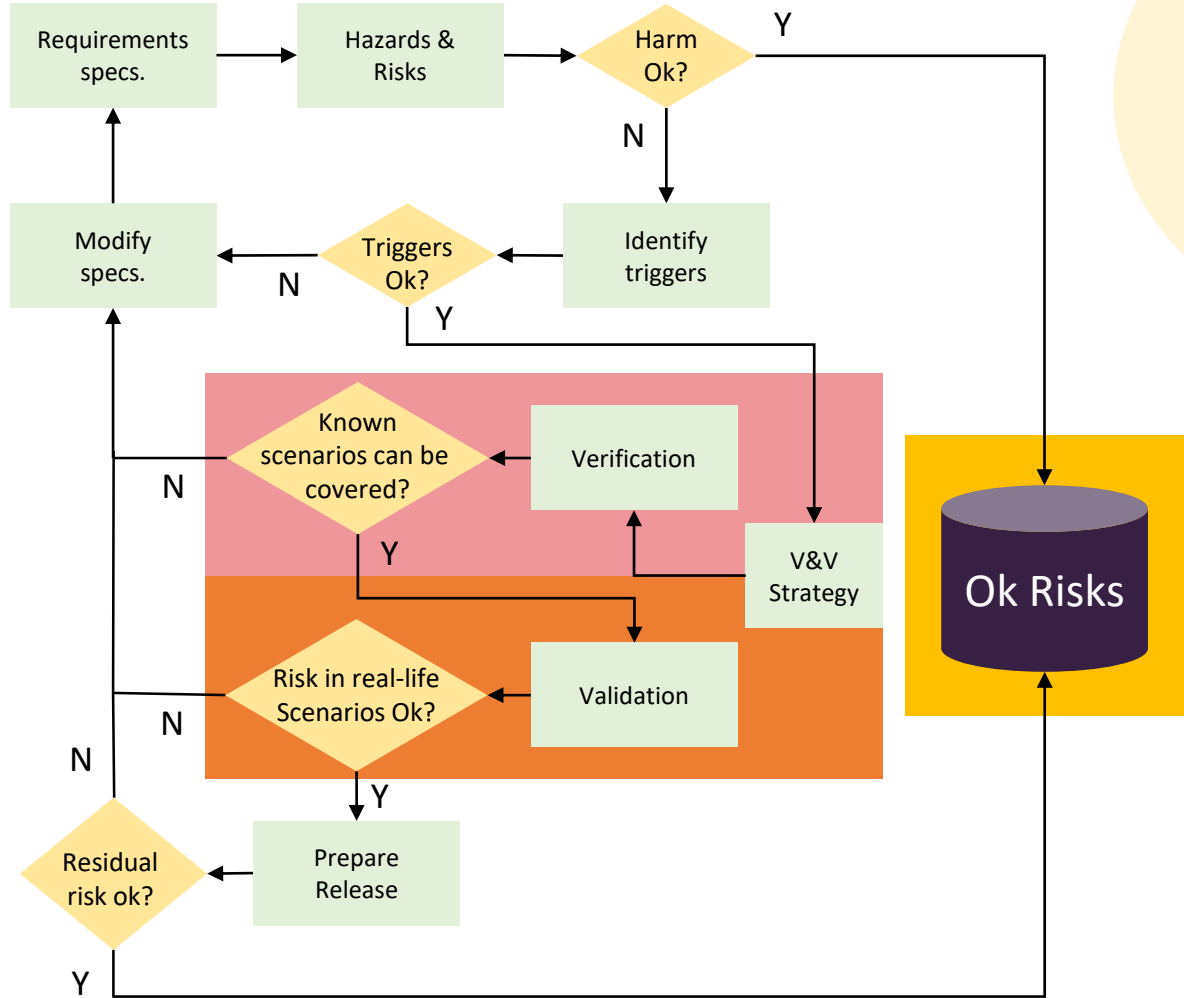 Requirements
specs.
Hazards &
Risks
Harm
Ok?
Y
N
Modify
specs.
Triggers
Ok?
Identify
triggers
N
Y
Known
scenarios can be
covered?
Verification
N
Y
V&V
Strategy
Ok Risks
Risk in real-life
Scenarios Ok?
Validation
N
N
Y
Residual
risk ok?
Prepare
Release
Y